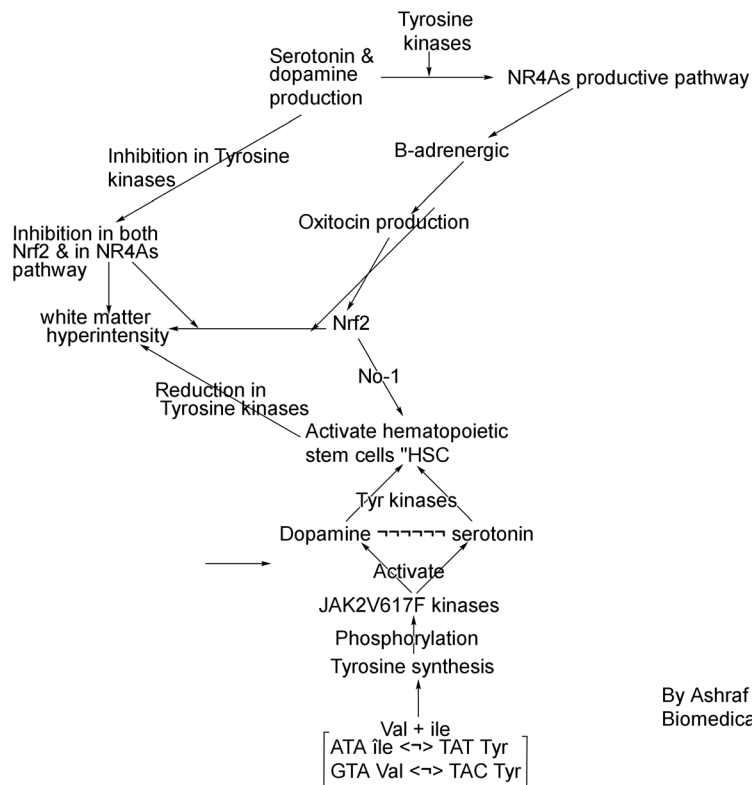 Tyrosine
kinases
Serotonin &
dopamine
production
NR4As productive pathway
Inhibition in Tyrosine
kinases
B-adrenergic
Oxitocin production
Inhibition in both
Nrf2 & in NR4As
pathway
white matter
hyperintensity
Nrf2
No-1
Reduction in
Tyrosine kinases
Activate hematopoietic
stem cells "HSC
Tyr kinases
Dopamine ¬¬¬¬¬¬ serotonin
Activate
JAK2V617F kinases
Phosphorylation
Tyrosine synthesis
Val + ile
ATA île <¬> TAT Tyr
GTA Val <¬> TAC Tyr
By Ashraf
Biomedica